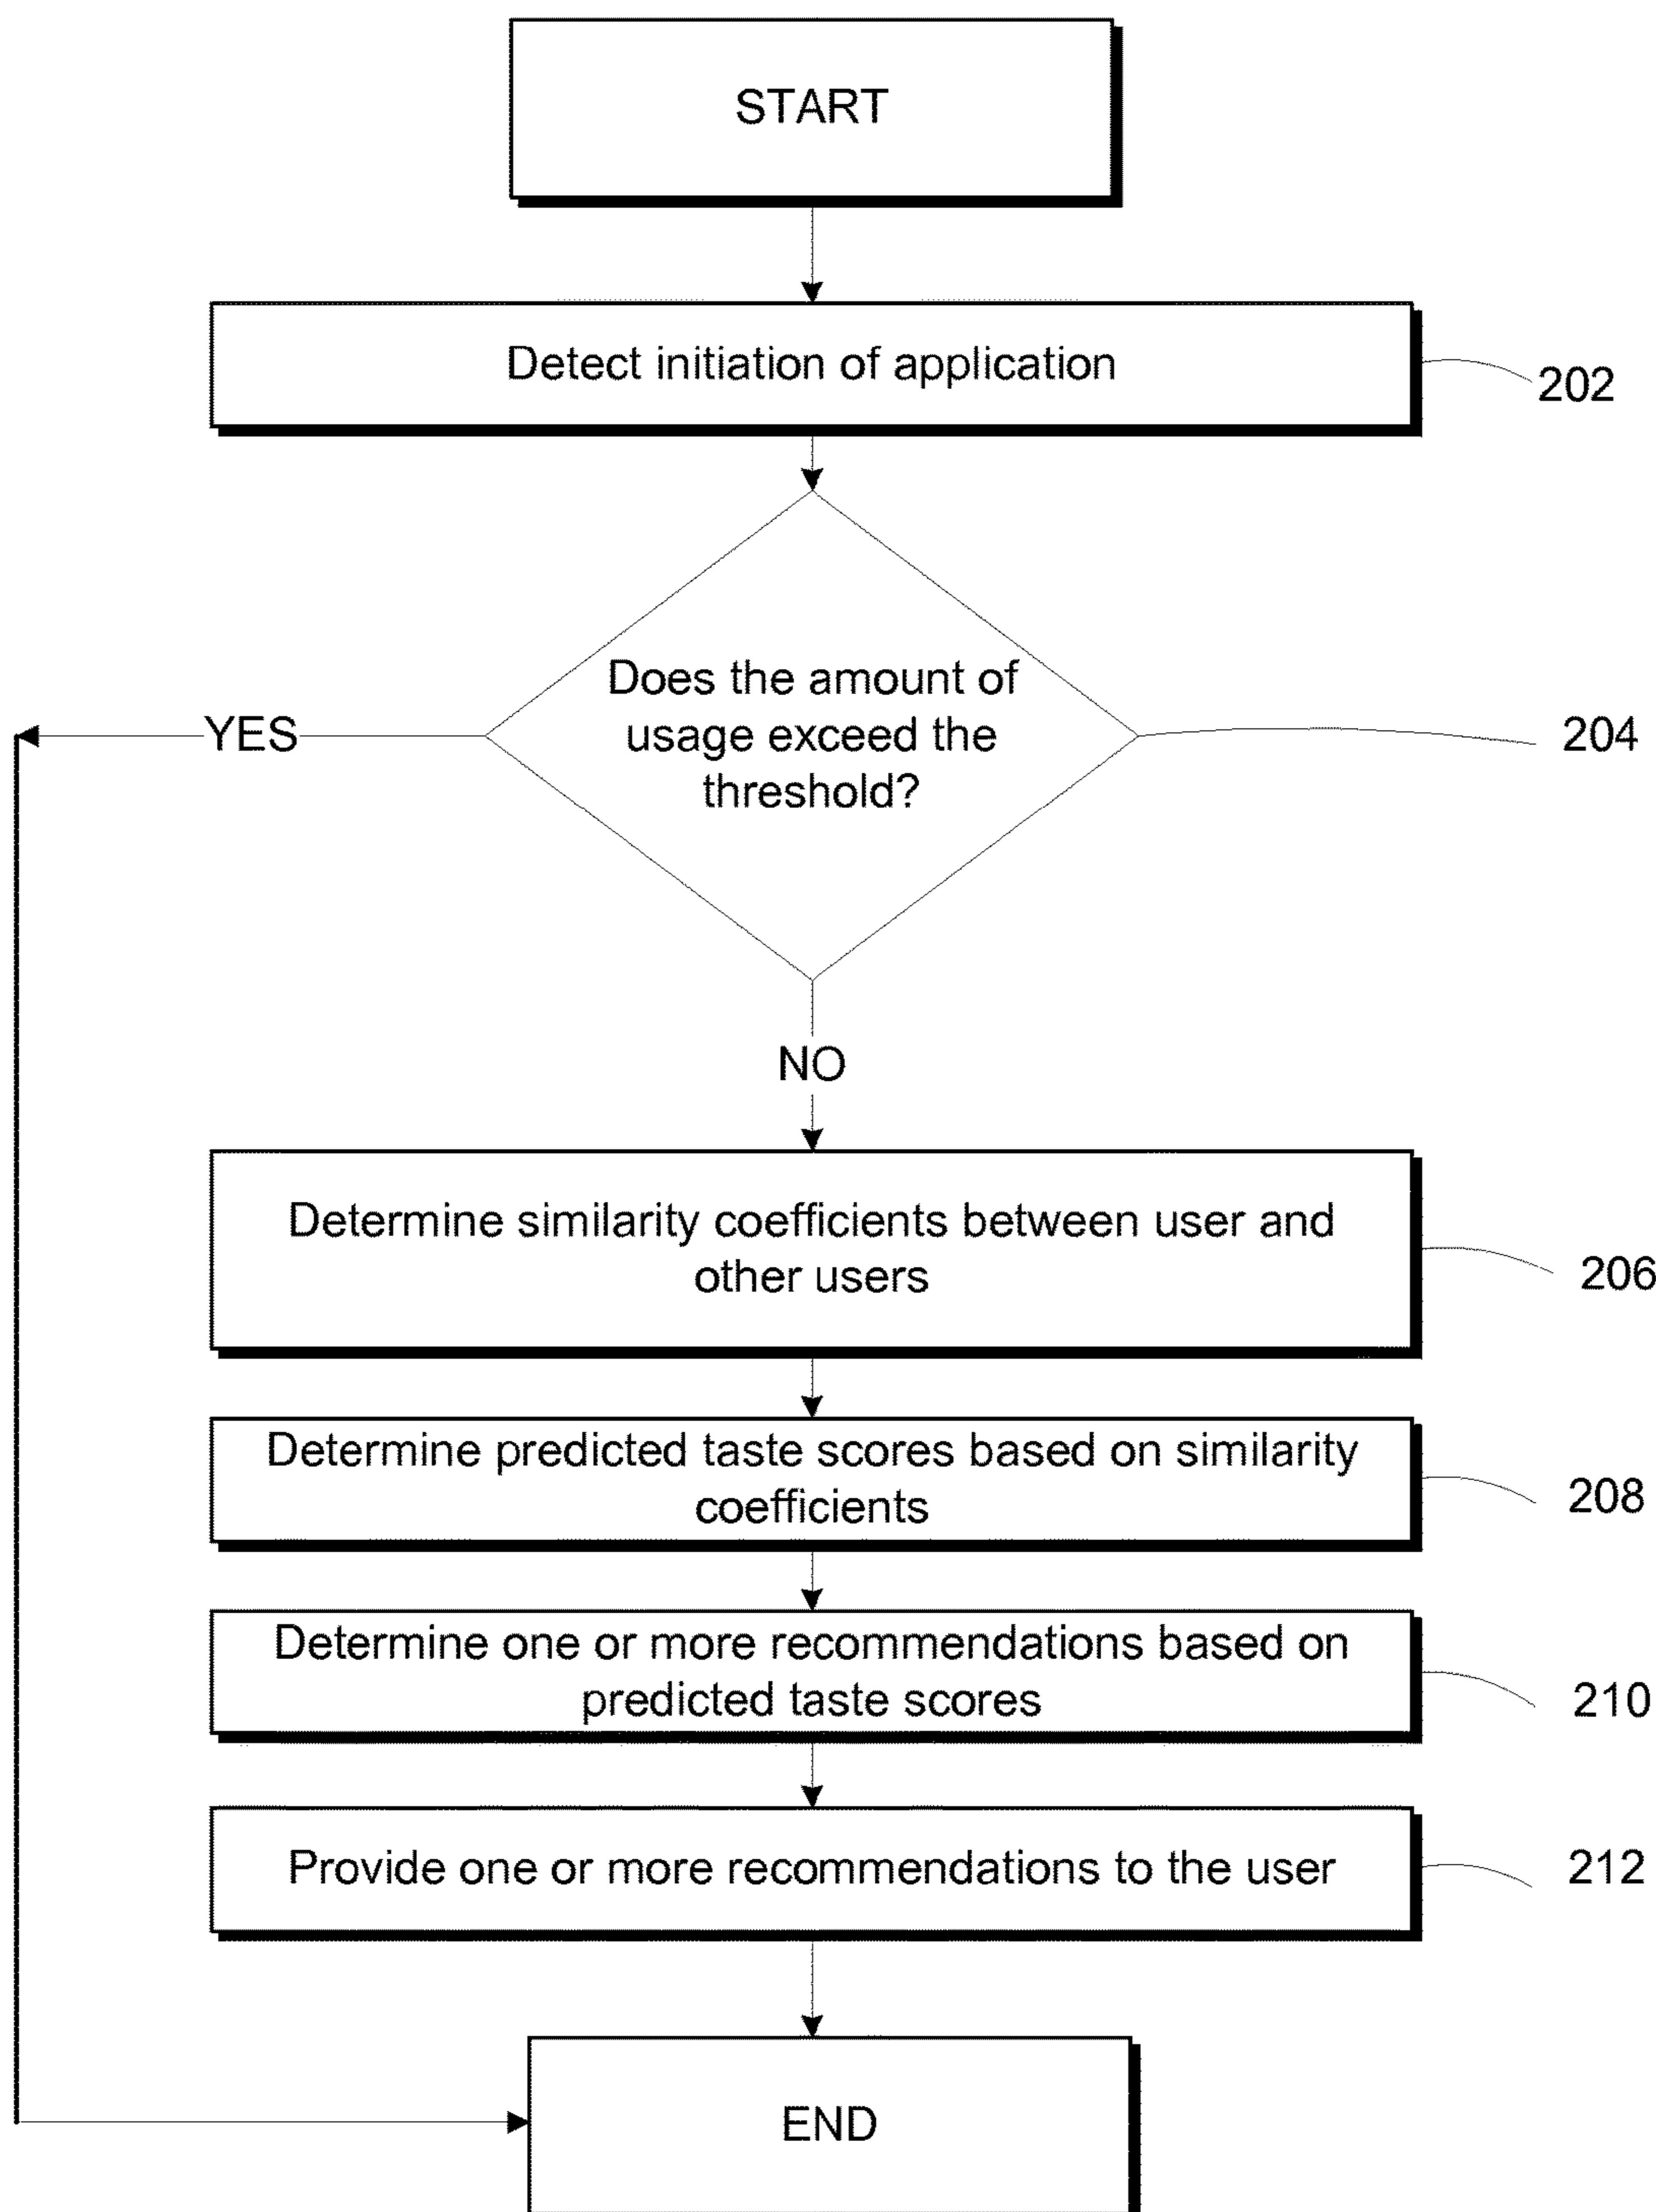 START
Detect initiation of application
202
Does the amount of
usage exceed the
threshold?
204
YES
NO
Determine similarity coefficients between user and
other users
206
Determine predicted taste scores based on similarity
coefficients
208
Determine one or more recommendations based on
predicted taste scores
210
Provide one or more recommendations to the user
212
END